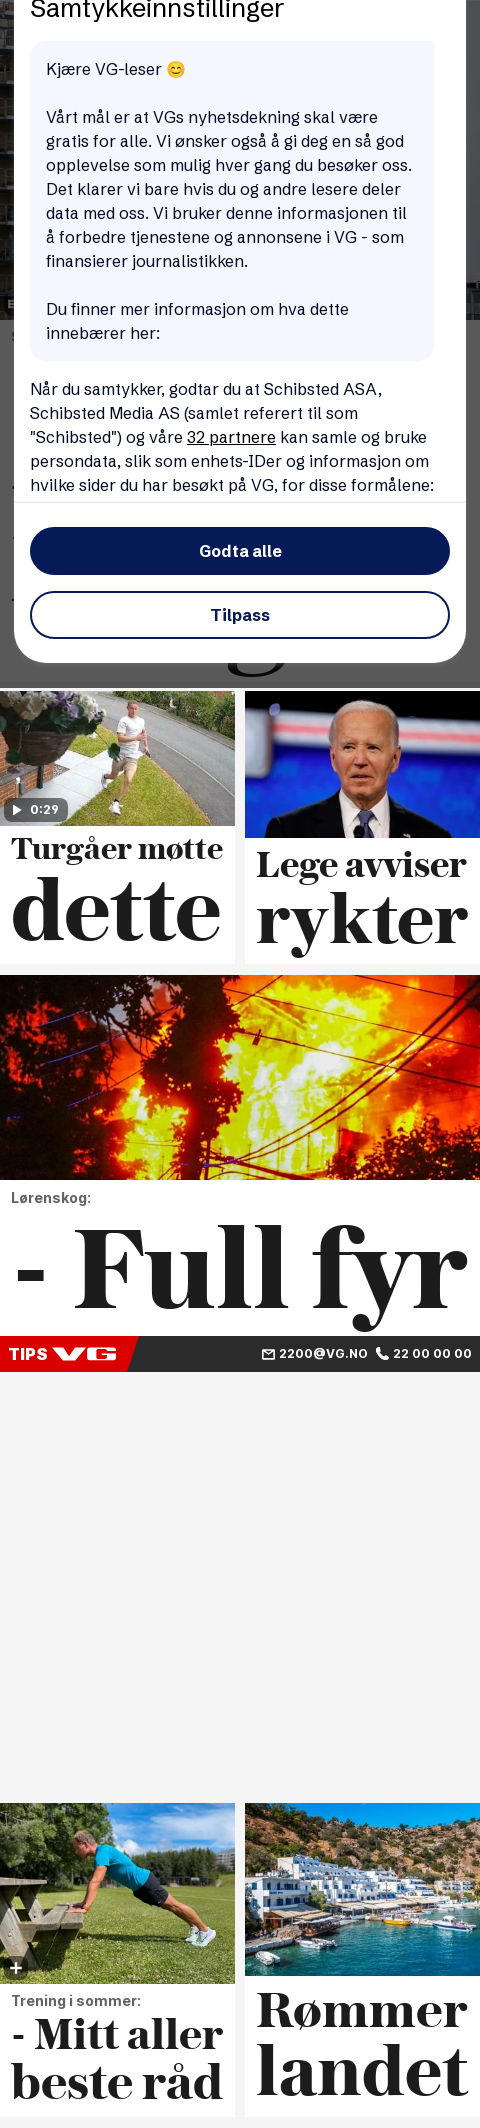 Samtykkeinnstillinger
Kjære VG-leser 😊
Vårt mål er at VGs nyhetsdekning skal være
gratis for alle. Vi ønsker også å gi deg en så god
opplevelse som mulig hver gang du besøker oss.
Det klarer vi bare hvis du og andre lesere deler
data med oss. Vi bruker denne informasjonen til
å forbedre tjenestene og annonsene i VG - som
finansierer journalistikken.
Du finner mer informasjon om hva dette
innebærer her:
Når du samtykker, godtar du at Schibsted ASA,
Schibsted Media AS (samlet referert til som
"Schibsted") og våre 32 partnere kan samle og bruke
persondata, slik som enhets-IDer og informasjon om
hvilke sider du har besøkt på VG, for disse formålene:
Godta alle
Tilpass
0:29
Turgåer møtte
dette
Lege avviser
rykter
Lørenskog:
- Full fyr
TIPS VG 2200@VG.NO 22 00 00 00
Trening i sommer:
- Mitt aller
beste råd
Rømmer
landet